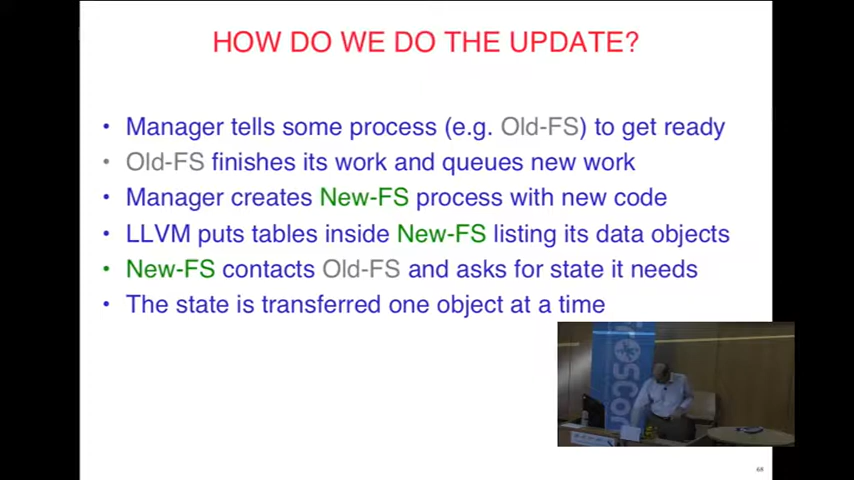 HOW DO WE DO THE UPDATE?
• Manager tells some process (e.g. Old-FS) to get ready
• Old-FS finishes its work and queues new work
• Manager creates New-FS process with new code
• LLVM puts tables inside New-FS listing its data objects
• New-FS contacts Old-FS and asks for state it needs
• The state is transferred one object at a time
68